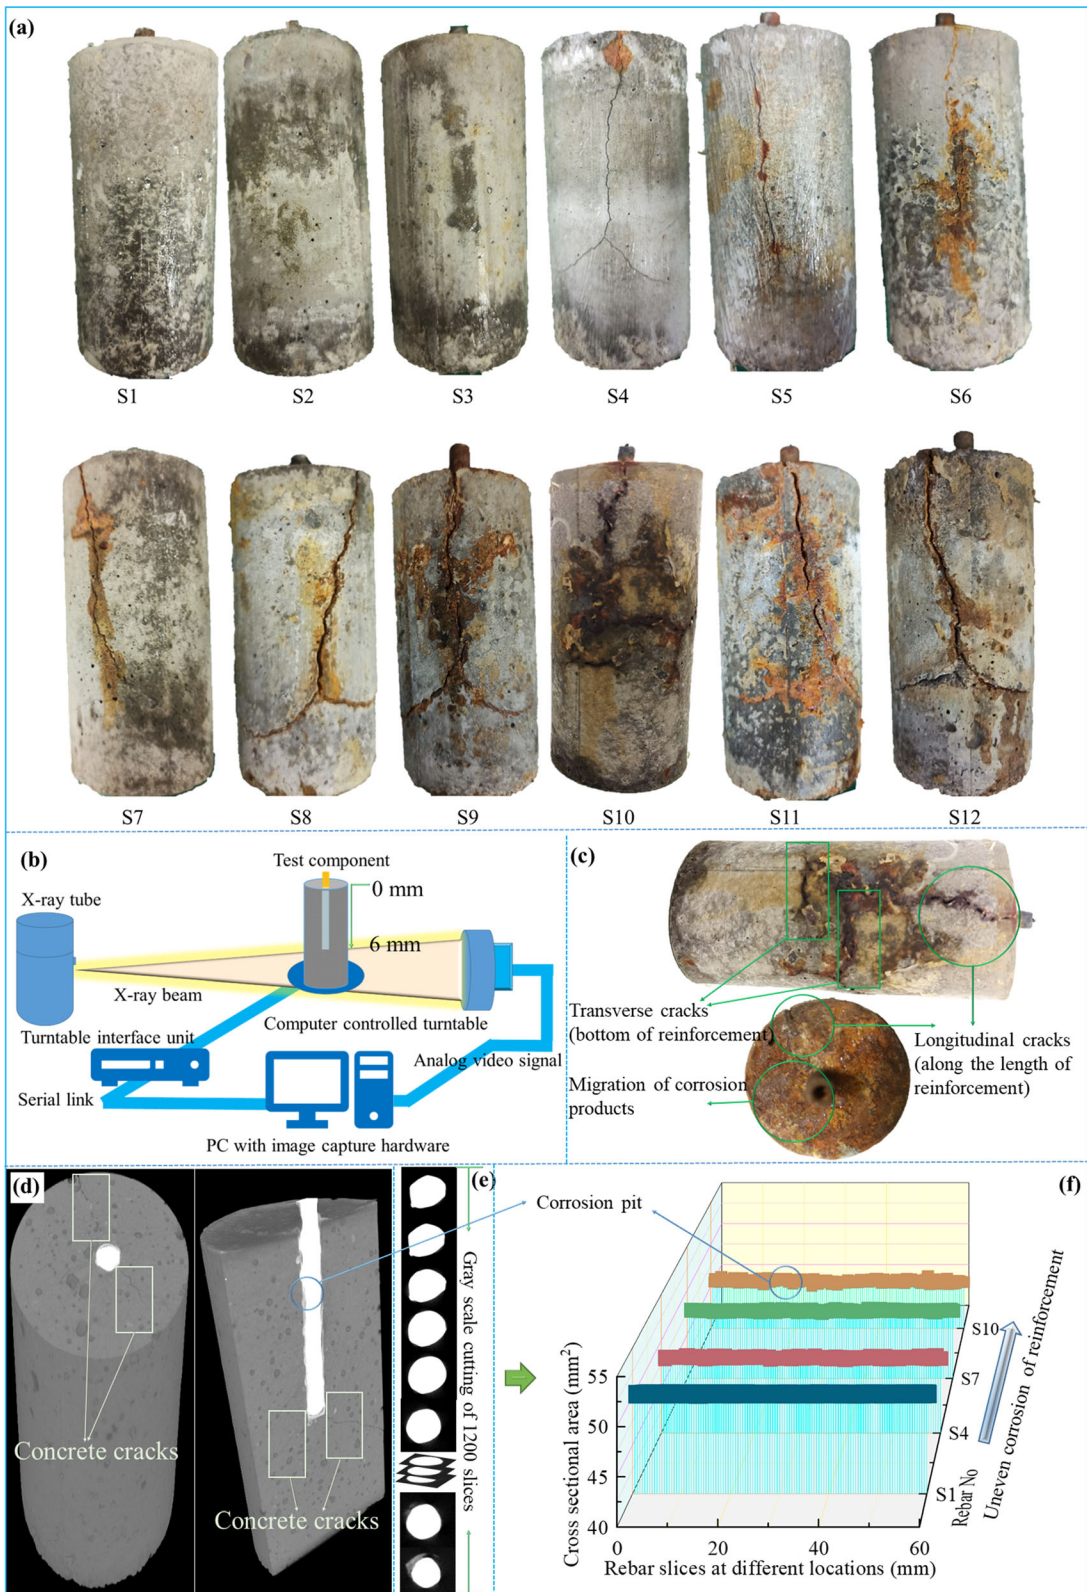 (a)
S1
S2
S3
S4
S5
S6
S7
S8
S9
S10
S11
S12
(b)
Test component
0 mm
X-ray tube
6 mm
X-ray beam
Computer controlled turntable
Turntable interface unit
Analog video signal
Serial link
PC with image capture hardware
(c)
Transverse cracks
(bottom of reinforcement)
Longitudinal cracks
(along the length of
reinforcement)
Migration of corrosion
products
(d)
Concrete cracks
Concrete cracks
(e)
Gray scale cutting of 1200 slices
Corrosion pit
(f)
Cross sectional area (mm²)
55
50
45
40
0
20
40
60
Rebar slices at different locations (mm)
S1
S4
S7
S10
Rebar No
Uneven corrosion of reinforcement